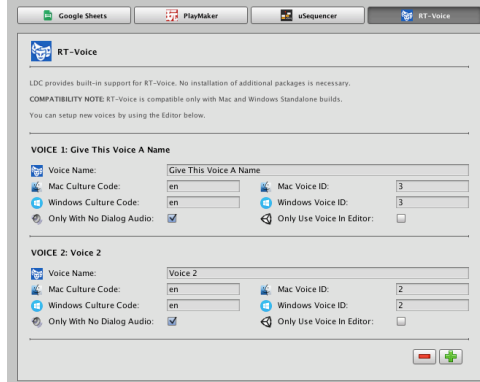 Google Sheets
PlayMaker
uSequencer
RT-Voice
RT-Voice
LDC provides built-in support for RT-Voice. No installation of additional packages is necessary.
COMPATIBILITY NOTE: RT-Voice is compatible only with Mac and Windows Standalone builds.
You can setup new voices by using the Editor below.
VOICE 1: Give This Voice A Name
Voice Name: Give This Voice A Name
Mac Culture Code: en Mac Voice ID: 3
Windows Culture Code: en Windows Voice ID: 3
Only With No Dialog Audio: Only Use Voice In Editor:
VOICE 2: Voice 2
Voice Name: Voice 2
Mac Culture Code: en Mac Voice ID: 2
Windows Culture Code: en Windows Voice ID: 2
Only With No Dialog Audio: Only Use Voice In Editor: